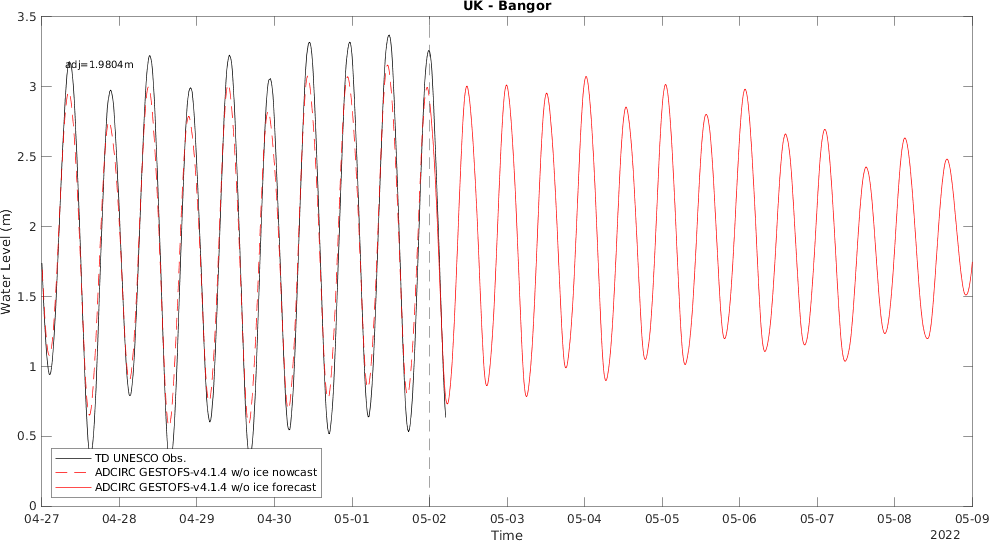 UK - Bangor
3.5
adj=1.9804m
3
2.5
2
1.5
1
0.5
0
Water Level (m)
TD UNESCO Obs.
ADCIRC GESTOFS-v4.1.4 w/o ice nowcast
ADCIRC GESTOFS-v4.1.4 w/o ice forecast
04-27 04-28 04-29 04-30 05-01 05-02 05-03 05-04 05-05 05-06 05-07 05-08 05-09
Time
2022